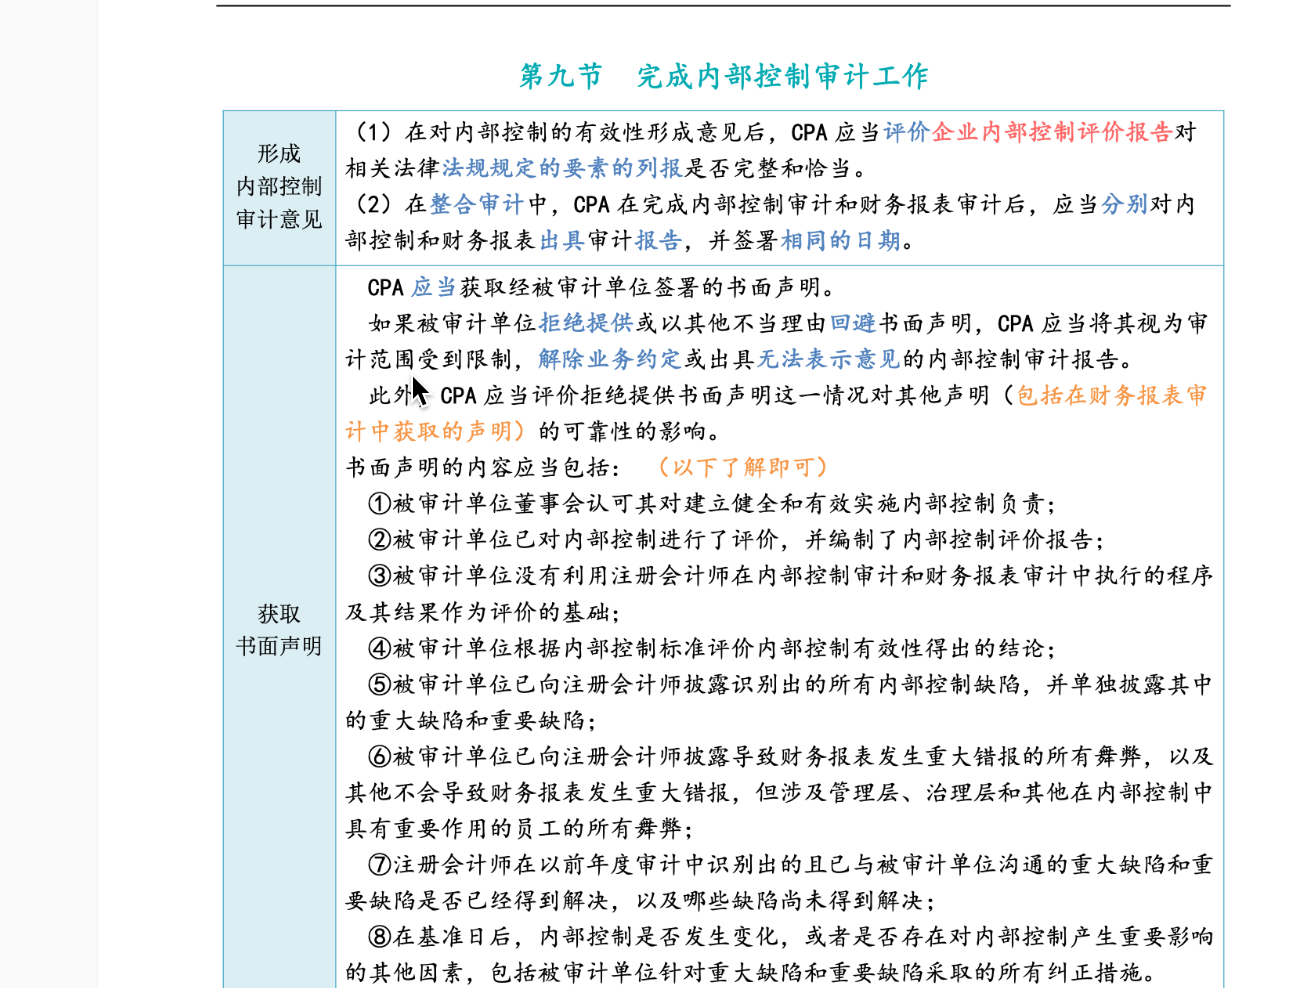 第九节 完成内部控制审计工作
形成
内部控制
审计意见
（1）在对内部控制的有效性形成意见后，CPA 应当评价企业内部控制评价报告对
相关法律法规规定的要素的列报是否完整和恰当。
（2）在整合审计中，CPA 在完成内部控制审计和财务报表审计后，应当分别对内
部控制和财务报表出具审计报告，并签署相同的日期。
获取
书面声明
CPA 应当获取经被审计单位签署的书面声明。
如果被审计单位拒绝提供或以其他不当理由回避书面声明，CPA 应当将其视为审
计范围受到限制，解除业务约定或出具无法表示意见的内部控制审计报告。
此外 CPA 应当评价拒绝提供书面声明这一情况对其他声明（包括在财务报表审
计中获取的声明）的可靠性的影响。
书面声明的内容应当包括： （以下了解即可）
①被审计单位董事会认可其对建立健全和有效实施内部控制负责；
②被审计单位已对内部控制进行了评价，并编制了内部控制评价报告；
③被审计单位没有利用注册会计师在内部控制审计和财务报表审计中执行的程序
及其结果作为评价的基础；
④被审计单位根据内部控制标准评价内部控制有效性得出的结论；
⑤被审计单位已向注册会计师披露识别出的所有内部控制缺陷，并单独披露其中
的重大缺陷和重要缺陷；
⑥被审计单位已向注册会计师披露导致财务报表发生重大错报的所有舞弊，以及
其他不会导致财务报表发生重大错报，但涉及管理层、治理层和其他在内部控制中
具有重要作用的员工的所有舞弊；
⑦注册会计师在以前年度审计中识别出的且已与被审计单位沟通的重大缺陷和重
要缺陷是否已经得到解决，以及哪些缺陷尚未得到解决；
⑧在基准日后，内部控制是否发生变化，或者是否存在对内部控制产生重要影响
的其他因素，包括被审计单位针对重大缺陷和重要缺陷采取的所有纠正措施。